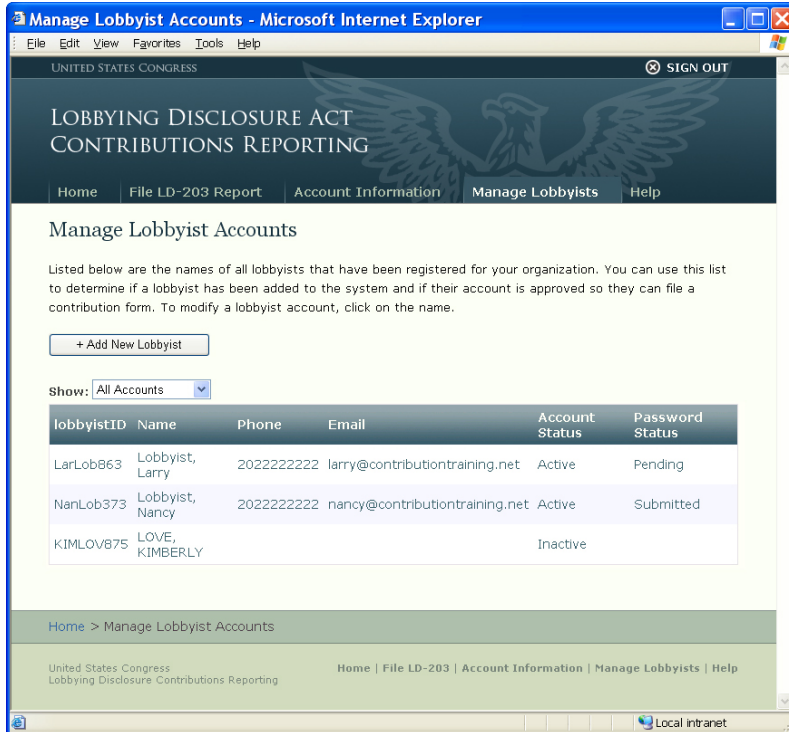 Manage Lobbyist Accounts - Microsoft Internet Explorer
File Edit View Favorites Tools Help
UNITED STATES CONGRESS
SIGN OUT
LOBBYING DISCLOSURE ACT
CONTRIBUTIONS REPORTING
Home File LD-203 Report Account Information Manage Lobbyists Help
Manage Lobbyist Accounts
Listed below are the names of all lobbyists that have been registered for your organization. You can use this list
to determine if a lobbyist has been added to the system and if their account is approved so they can file a
contribution form. To modify a lobbyist account, click on the name.
+ Add New Lobbyist
Show: All Accounts
lobbyistID Name Phone Email Account Status Password Status
LarLob863 Lobbyist, Larry 2022222222 larry@contributiontraining.net Active Pending
NanLob373 Lobbyist, Nancy 2022222222 nancy@contributiontraining.net Active Submitted
KIMLOV875 LOVE, KIMBERLY Inactive
Home > Manage Lobbyist Accounts
United States Congress
Lobbying Disclosure Contributions Reporting
Home | File LD-203 | Account Information | Manage Lobbyists | Help
Local intranet